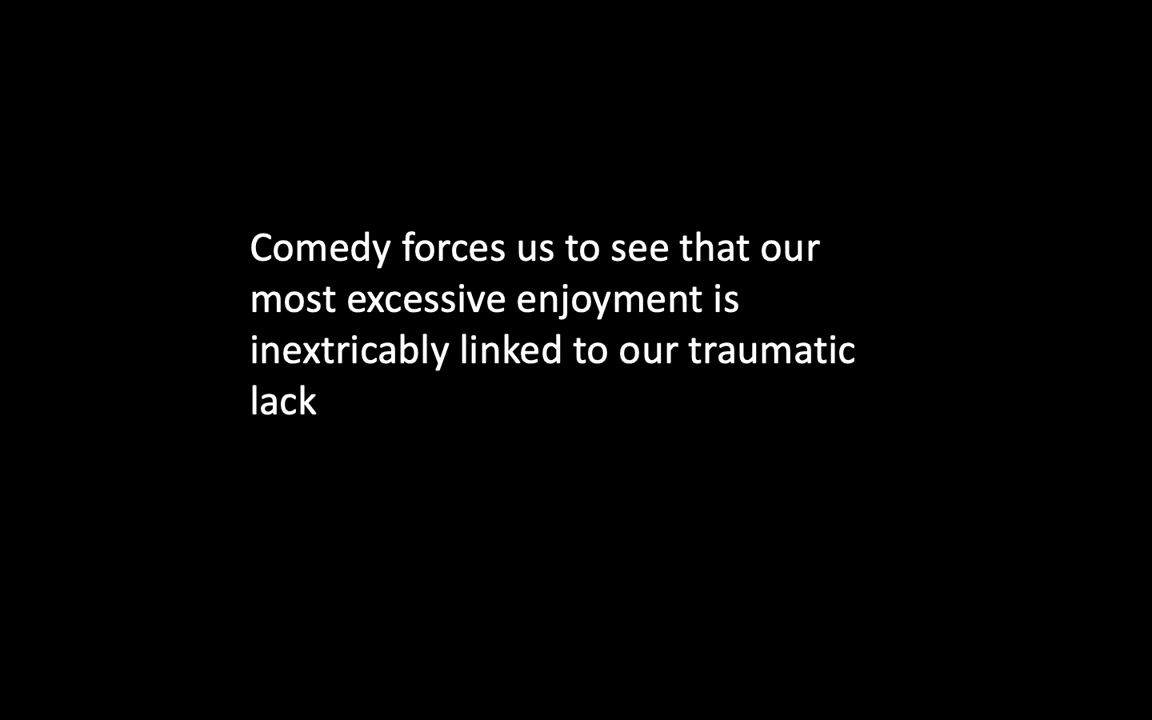 Comedy forces us to see that our
most excessive enjoyment is
inextricably linked to our traumatic
lack